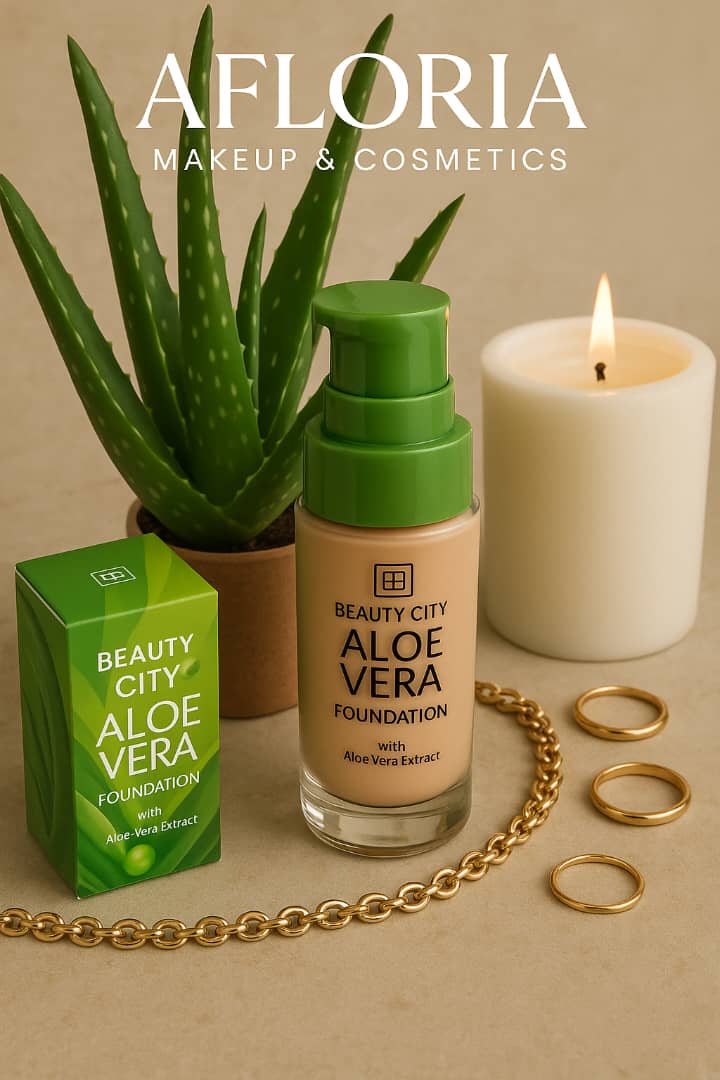 AFLORIA
MAKEUP & COSMETICS
BEAUTY
CITY
ALOE
VERA
FOUNDATION
with
Aloe-Vera Extract
BEAUTY CITY
ALOE
VERA
FOUNDATION
with
Aloe Vera Extract